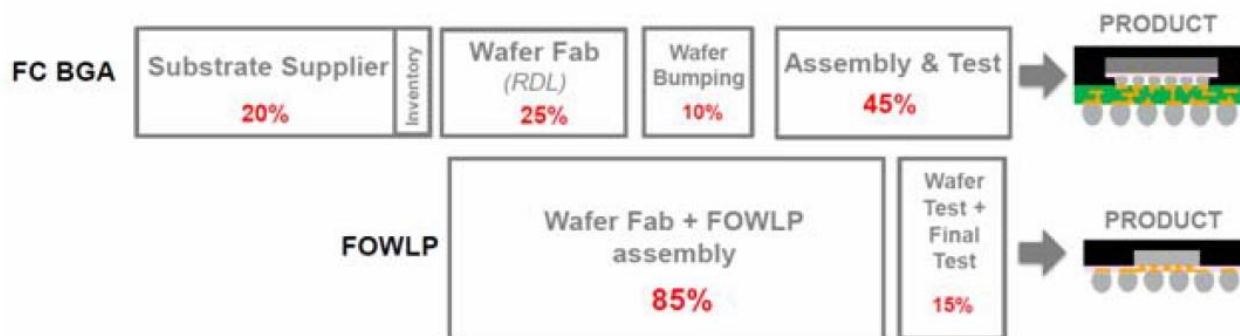 PRODUCT
FC BGA
Substrate Supplier
20%
Inventory
Wafer Fab
(RDL)
25%
Wafer
Bumping
10%
Assembly & Test
45%
FOWLP
Wafer Fab + FOWLP
assembly
85%
Wafer
Test +
Final
Test
15%
PRODUCT